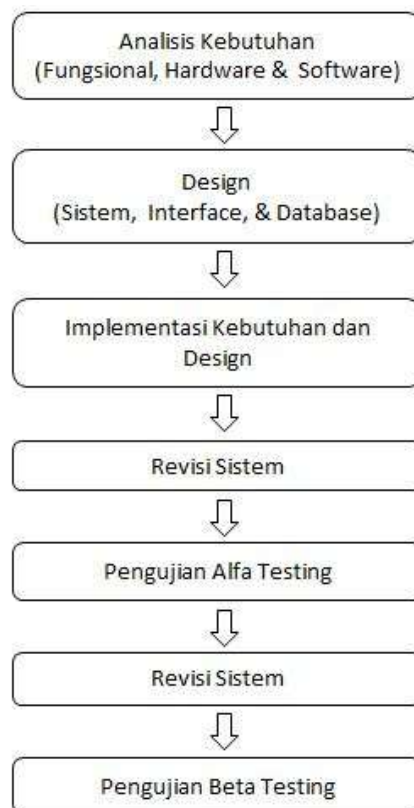 Analisis Kebutuhan
(Fungsional, Hardware & Software)
Design
(Sistem, Interface, & Database)
Implementasi Kebutuhan dan
Design
Revisi Sistem
Pengujian Alfa Testing
Revisi Sistem
Pengujian Beta Testing